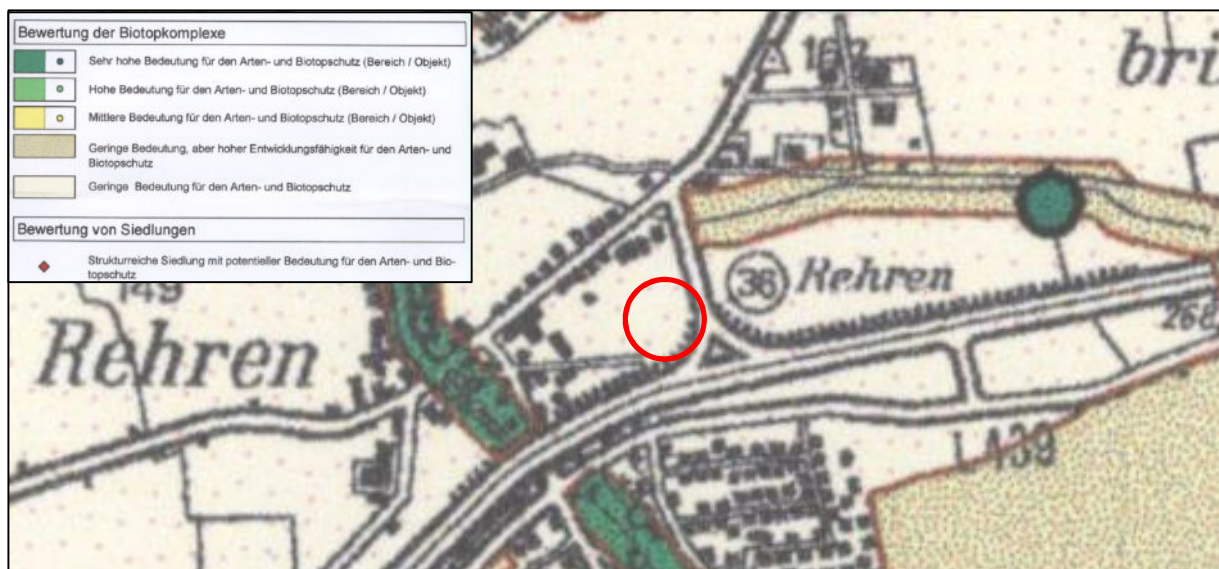 Bewertung der Biotopkomplexe
Sehr hohe Bedeutung für den Arten- und Biotopschutz (Bereich / Objekt)
Hohe Bedeutung für den Arten- und Biotopschutz (Bereich / Objekt)
Mittlere Bedeutung für den Arten- und Biotopschutz (Bereich / Objekt)
Geringe Bedeutung, aber hoher Entwicklungsfähigkeit für den Arten- und
Biotopschutz
Geringe Bedeutung für den Arten- und Biotopschutz
Bewertung von Siedlungen
Strukturreiche Siedlung mit potentieller Bedeutung für den Arten- und Bio-
topschutz
brü
36 Rehren
149
268
Rehren
L439